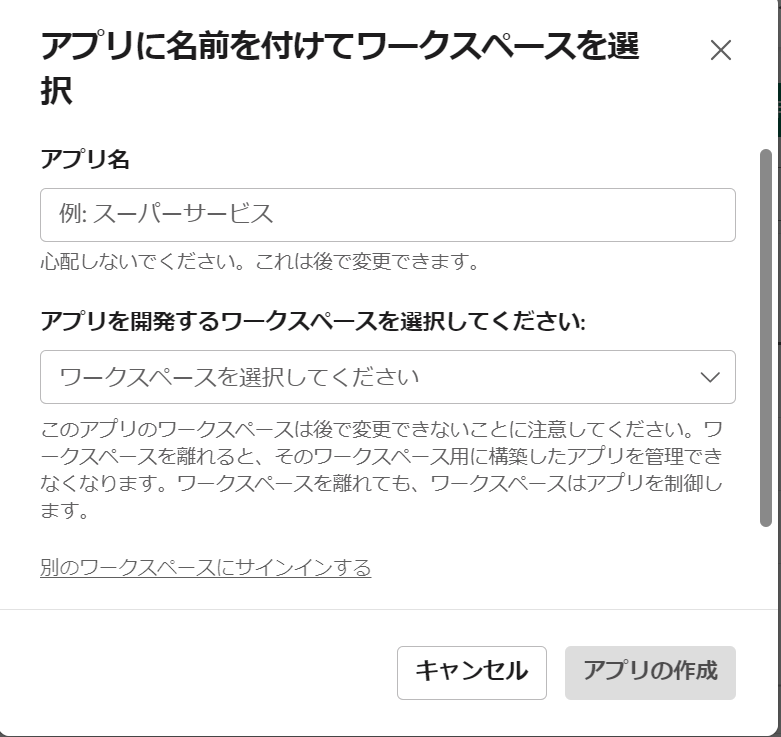 アプリに名前を付けてワークスペースを選
択
アプリ名
例: スーパーサービス
心配しないでください。これは後で変更できます。
アプリを開発するワークスペースを選択してください:
ワークスペースを選択してください
このアプリのワークスペースは後で変更できないことに注意してください。ワ
ークスペースを離れると、そのワークスペース用に構築したアプリを管理でき
なくなります。ワークスペースを離れても、ワークスペースはアプリを制御し
ます。
別のワークスペースにサインインする
キャンセル
アプリの作成